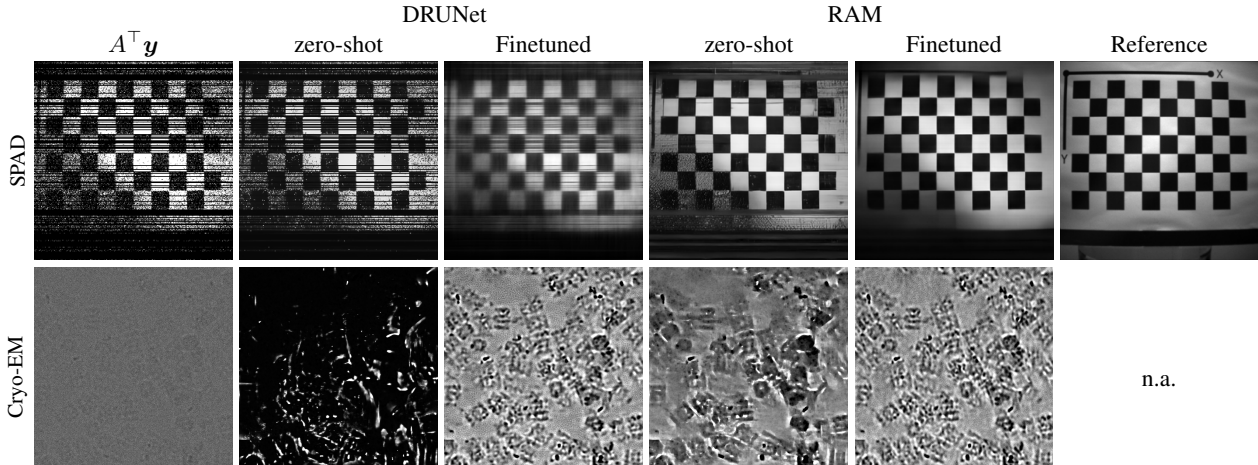 DRUNet RAM
A⊤y zero-shot Finetuned zero-shot Finetuned Reference
SPAD
X
Y
Cryo-EM
n.a.